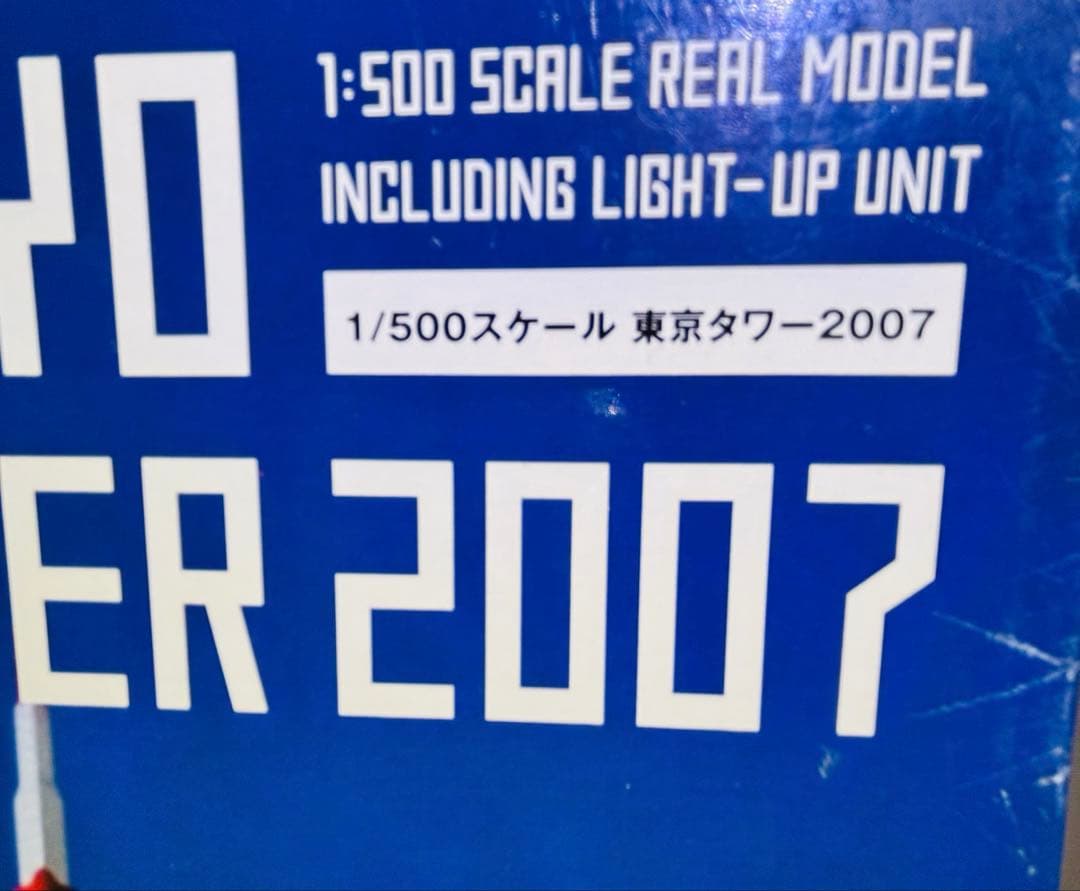 YO
1:500 SCALE REAL MODEL
INCLUDING LIGHT-UP UNIT
1/500スケール 東京タワー2007
ER 2007